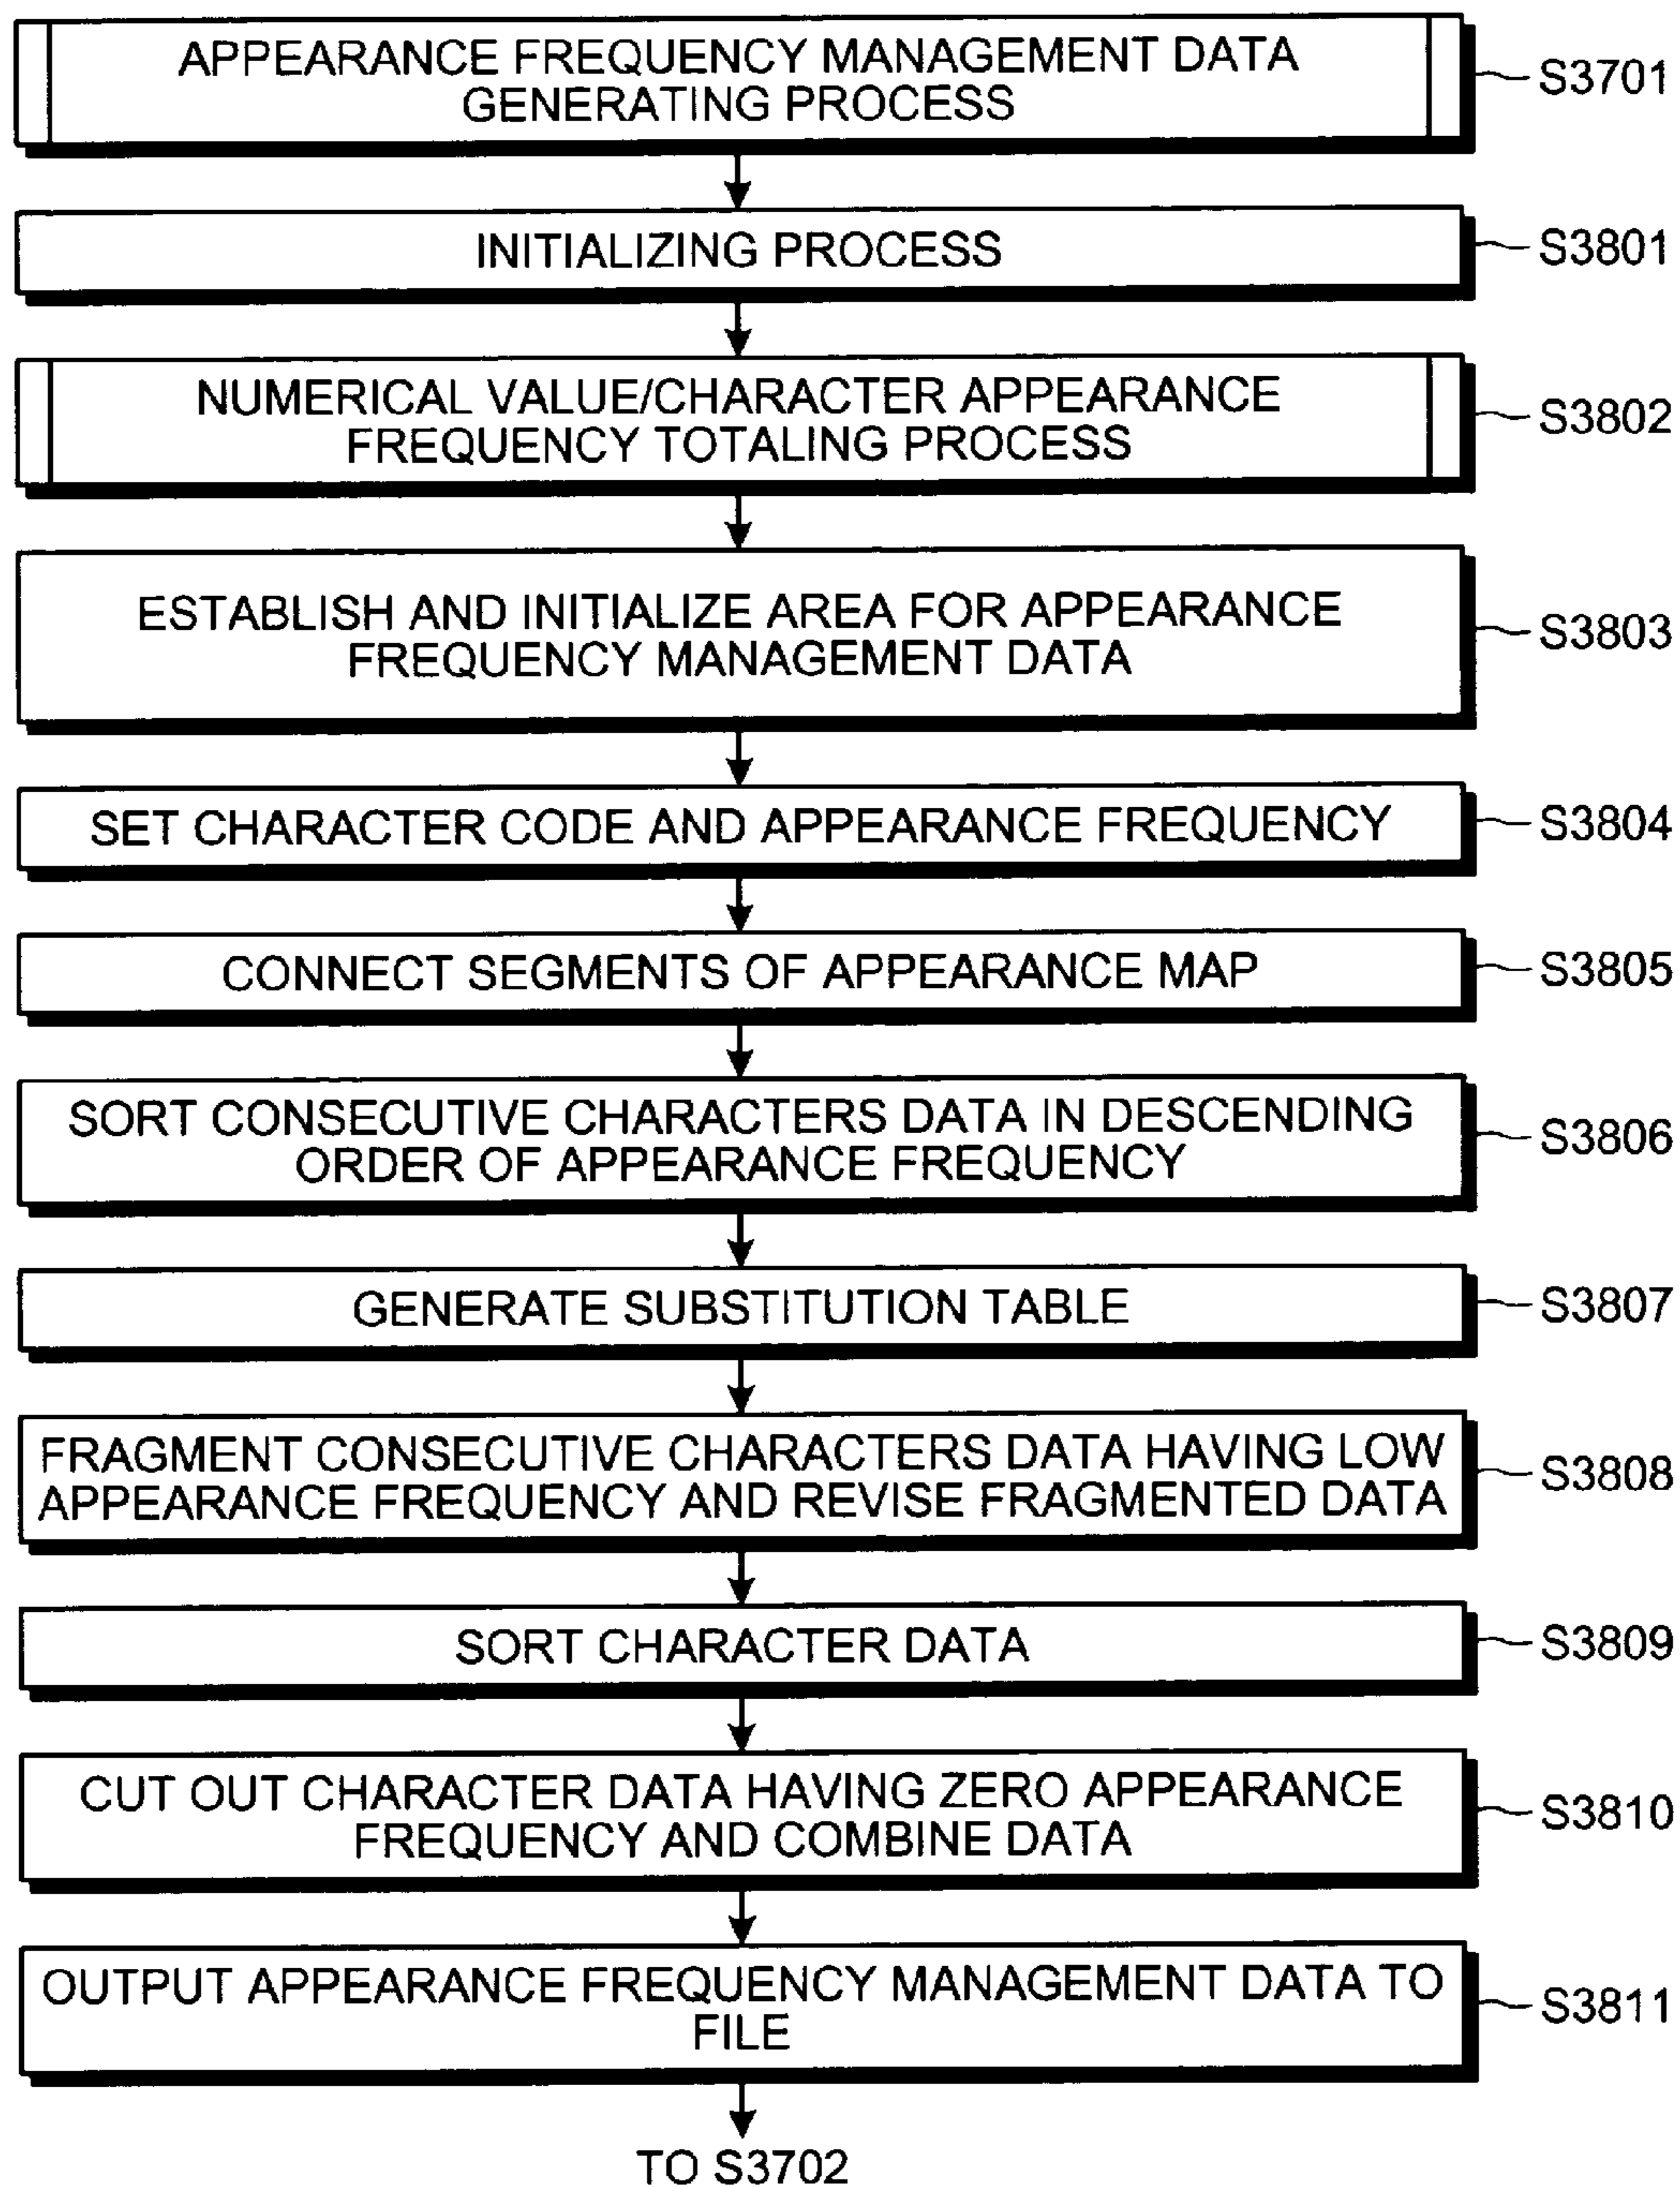 APPEARANCE FREQUENCY MANAGEMENT DATA
GENERATING PROCESS
S3701
INITIALIZING PROCESS
S3801
NUMERICAL VALUE/CHARACTER APPEARANCE
FREQUENCY TOTALING PROCESS
S3802
ESTABLISH AND INITIALIZE AREA FOR APPEARANCE
FREQUENCY MANAGEMENT DATA
S3803
SET CHARACTER CODE AND APPEARANCE FREQUENCY
S3804
CONNECT SEGMENTS OF APPEARANCE MAP
S3805
SORT CONSECUTIVE CHARACTERS DATA IN DESCENDING
ORDER OF APPEARANCE FREQUENCY
S3806
GENERATE SUBSTITUTION TABLE
S3807
FRAGMENT CONSECUTIVE CHARACTERS DATA HAVING LOW
APPEARANCE FREQUENCY AND REVISE FRAGMENTED DATA
S3808
SORT CHARACTER DATA
S3809
CUT OUT CHARACTER DATA HAVING ZERO APPEARANCE
FREQUENCY AND COMBINE DATA
S3810
OUTPUT APPEARANCE FREQUENCY MANAGEMENT DATA TO
FILE
S3811
TO S3702